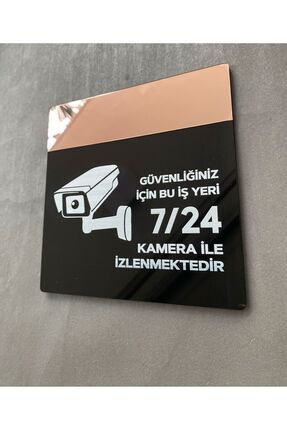 GÜVENLİĞİNİZ
İÇİN BU İŞ YERİ
7/24
KAMERA İLE
İZLENMEKTEDİR